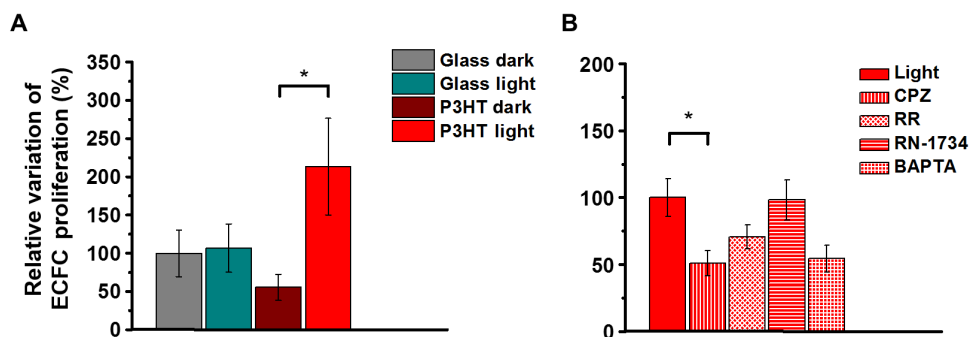 A
Relative variation of
ECFC proliferation (%)
350
300
250
200
150
100
50
0
*
Glass dark
Glass light
P3HT dark
P3HT light
B
200
150
100
50
0
*
Light
CPZ
RR
RN-1734
BAPTA